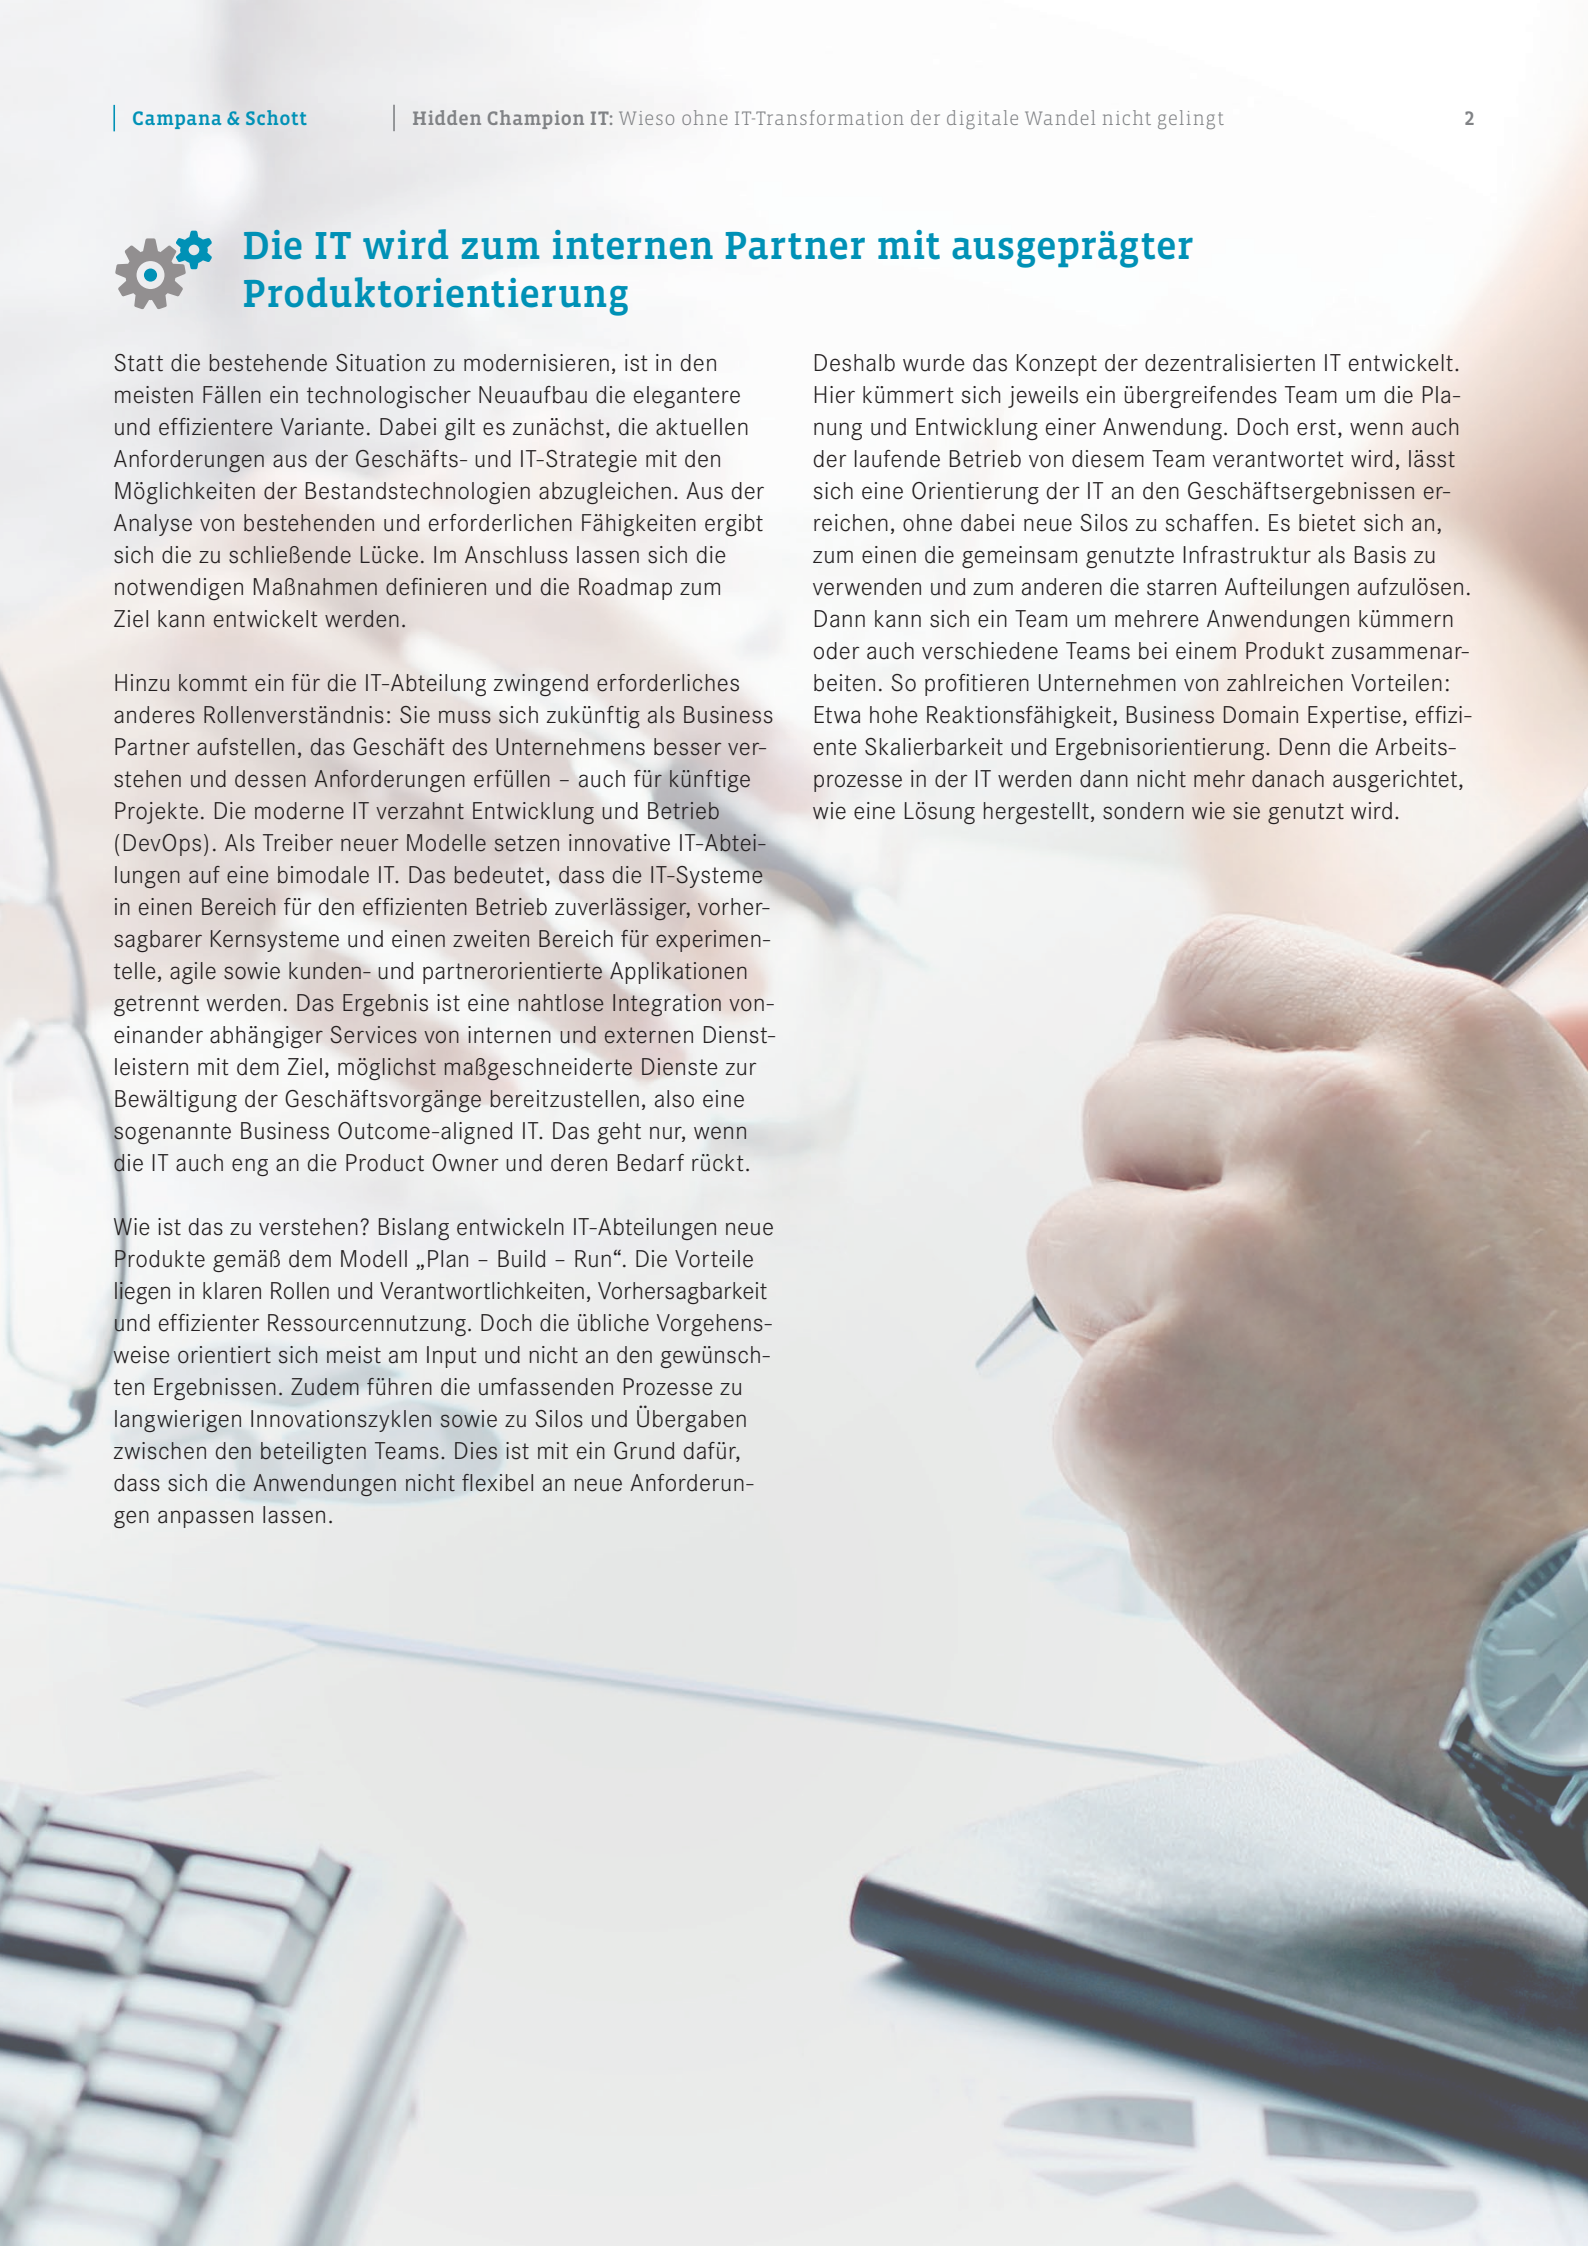 Campana & Schott
Hidden Champion IT: Wieso ohne IT-Transformation der digitale Wandel nicht gelingt
2
Die IT wird zum internen Partner mit ausgeprägter
Produktorientierung
Statt die bestehende Situation zu modernisieren, ist in den
meisten Fällen ein technologischer Neuaufbau die elegantere
und effizientere Variante. Dabei gilt es zunächst, die aktuellen
Anforderungen aus der Geschäfts- und IT-Strategie mit den
Möglichkeiten der Bestandstechnologien abzugleichen. Aus der
Analyse von bestehenden und erforderlichen Fähigkeiten ergibt
sich die zu schließende Lücke. Im Anschluss lassen sich die
notwendigen Maßnahmen definieren und die Roadmap zum
Ziel kann entwickelt werden.
Hinzu kommt ein für die IT-Abteilung zwingend erforderliches
anderes Rollenverständnis: Sie muss sich zukünftig als Business
Partner aufstellen, das Geschäft des Unternehmens besser ver-
stehen und dessen Anforderungen erfüllen – auch für künftige
Projekte. Die moderne IT verzahnt Entwicklung und Betrieb
(DevOps). Als Treiber neuer Modelle setzen innovative IT-Abtei-
lungen auf eine bimodale IT. Das bedeutet, dass die IT-Systeme
in einen Bereich für den effizienten Betrieb zuverlässiger, vorher-
sagbarer Kernsysteme und einen zweiten Bereich für experimen-
telle, agile sowie kunden- und partnerorientierte Applikationen
getrennt werden. Das Ergebnis ist eine nahtlose Integration von-
einander abhängiger Services von internen und externen Dienst-
leistern mit dem Ziel, möglichst maßgeschneiderte Dienste zur
Bewältigung der Geschäftsvorgänge bereitzustellen, also eine
sogenannte Business Outcome-aligned IT. Das geht nur, wenn
die IT auch eng an die Product Owner und deren Bedarf rückt.
Wie ist das zu verstehen? Bislang entwickeln IT-Abteilungen neue
Produkte gemäß dem Modell „Plan – Build – Run“. Die Vorteile
liegen in klaren Rollen und Verantwortlichkeiten, Vorhersagbarkeit
und effizienter Ressourcennutzung. Doch die übliche Vorgehens-
weise orientiert sich meist am Input und nicht an den gewünsch-
ten Ergebnissen. Zudem führen die umfassenden Prozesse zu
langwierigen Innovationszyklen sowie zu Silos und Übergaben
zwischen den beteiligten Teams. Dies ist mit ein Grund dafür,
dass sich die Anwendungen nicht flexibel an neue Anforderun-
gen anpassen lassen.
Deshalb wurde das Konzept der dezentralisierten IT entwickelt.
Hier kümmert sich jeweils ein übergreifendes Team um die Pla-
nung und Entwicklung einer Anwendung. Doch erst, wenn auch
der laufende Betrieb von diesem Team verantwortet wird, lässt
sich eine Orientierung der IT an den Geschäftsergebnissen er-
reichen, ohne dabei neue Silos zu schaffen. Es bietet sich an,
zum einen die gemeinsam genutzte Infrastruktur als Basis zu
verwenden und zum anderen die starren Aufteilungen aufzulösen.
Dann kann sich ein Team um mehrere Anwendungen kümmern
oder auch verschiedene Teams bei einem Produkt zusammenar-
beiten. So profitieren Unternehmen von zahlreichen Vorteilen:
Etwa hohe Reaktionsfähigkeit, Business Domain Expertise, effizi-
ente Skalierbarkeit und Ergebnisorientierung. Denn die Arbeits-
prozesse in der IT werden dann nicht mehr danach ausgerichtet,
wie eine Lösung hergestellt, sondern wie sie genutzt wird.